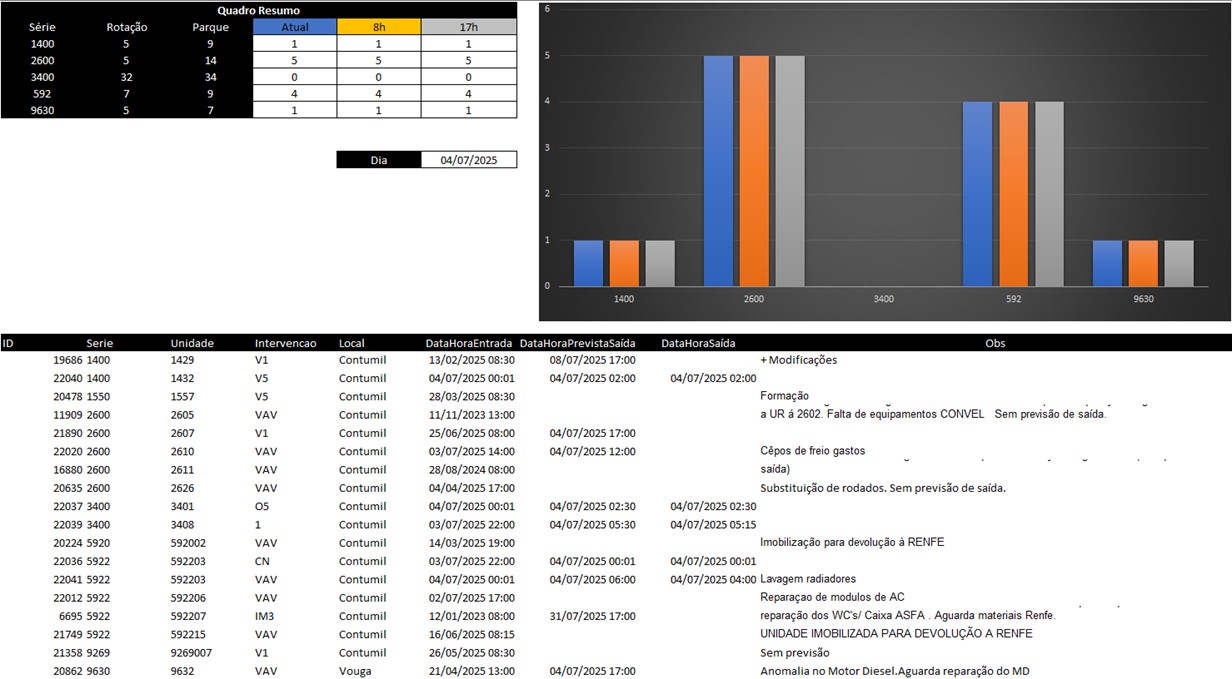 Quadro Resumo
Série Rotação Parque Atual 8h 17h
1400 5 9 1 1 1
2600 5 14 5 5 5
3400 32 34 0 0 0
592 7 9 4 4 4
9630 5 7 1 1 1
Dia 04/07/2025
6
5
4
3
2
1
0
1400 2600 3400 592 9630
ID Serie Unidade Intervencao Local DataHoraEntrada DataHoraPrevistaSaída DataHoraSaída Obs
19686 1400 1429 V1 Contumil 13/02/2025 08:30 08/07/2025 17:00 + Modificações
22040 1400 1432 V5 Contumil 04/07/2025 00:01 04/07/2025 02:00 04/07/2025 02:00
20478 1550 1557 V5 Contumil 28/03/2025 08:30 Formação
11909 2600 2605 VAV Contumil 11/11/2023 13:00 a UR á 2602. Falta de equipamentos CONVEL Sem previsão de saída.
21890 2600 2607 V1 Contumil 25/06/2025 08:00 04/07/2025 17:00
22020 2600 2610 VAV Contumil 03/07/2025 14:00 04/07/2025 12:00 Cêpos de freio gastos
16880 2600 2611 VAV Contumil 28/08/2024 08:00 saída)
20635 2600 2626 VAV Contumil 04/04/2025 17:00 Substituição de rodados. Sem previsão de saída.
22037 3400 3401 O5 Contumil 04/07/2025 00:01 04/07/2025 02:30 04/07/2025 02:30
22039 3400 3408 1 Contumil 03/07/2025 22:00 04/07/2025 05:30 04/07/2025 05:15
20224 5920 592002 VAV Contumil 14/03/2025 19:00 Imobilização para devolução à RENFE
22036 5922 592203 CN Contumil 03/07/2025 22:00 04/07/2025 00:01 04/07/2025 00:01
22041 5922 592203 VAV Contumil 04/07/2025 00:01 04/07/2025 06:00 04/07/2025 04:00 Lavagem radiadores
22012 5922 592206 VAV Contumil 02/07/2025 17:00 Reparaçao de modulos de AC
6695 5922 592207 IM3 Contumil 12/01/2023 08:00 31/07/2025 17:00 reparação dos WC's/ Caixa ASFA . Aguarda materiais Renfe.
21749 5922 592215 VAV Contumil 16/06/2025 08:15 UNIDADE IMOBILIZADA PARA DEVOLUÇÃO A RENFE
21358 9269 9269007 V1 Contumil 26/05/2025 08:30 Sem previsão
20862 9630 9632 VAV Vouga 21/04/2025 13:00 04/07/2025 17:00 Anomalia no Motor Diesel.Aguarda reparação do MD